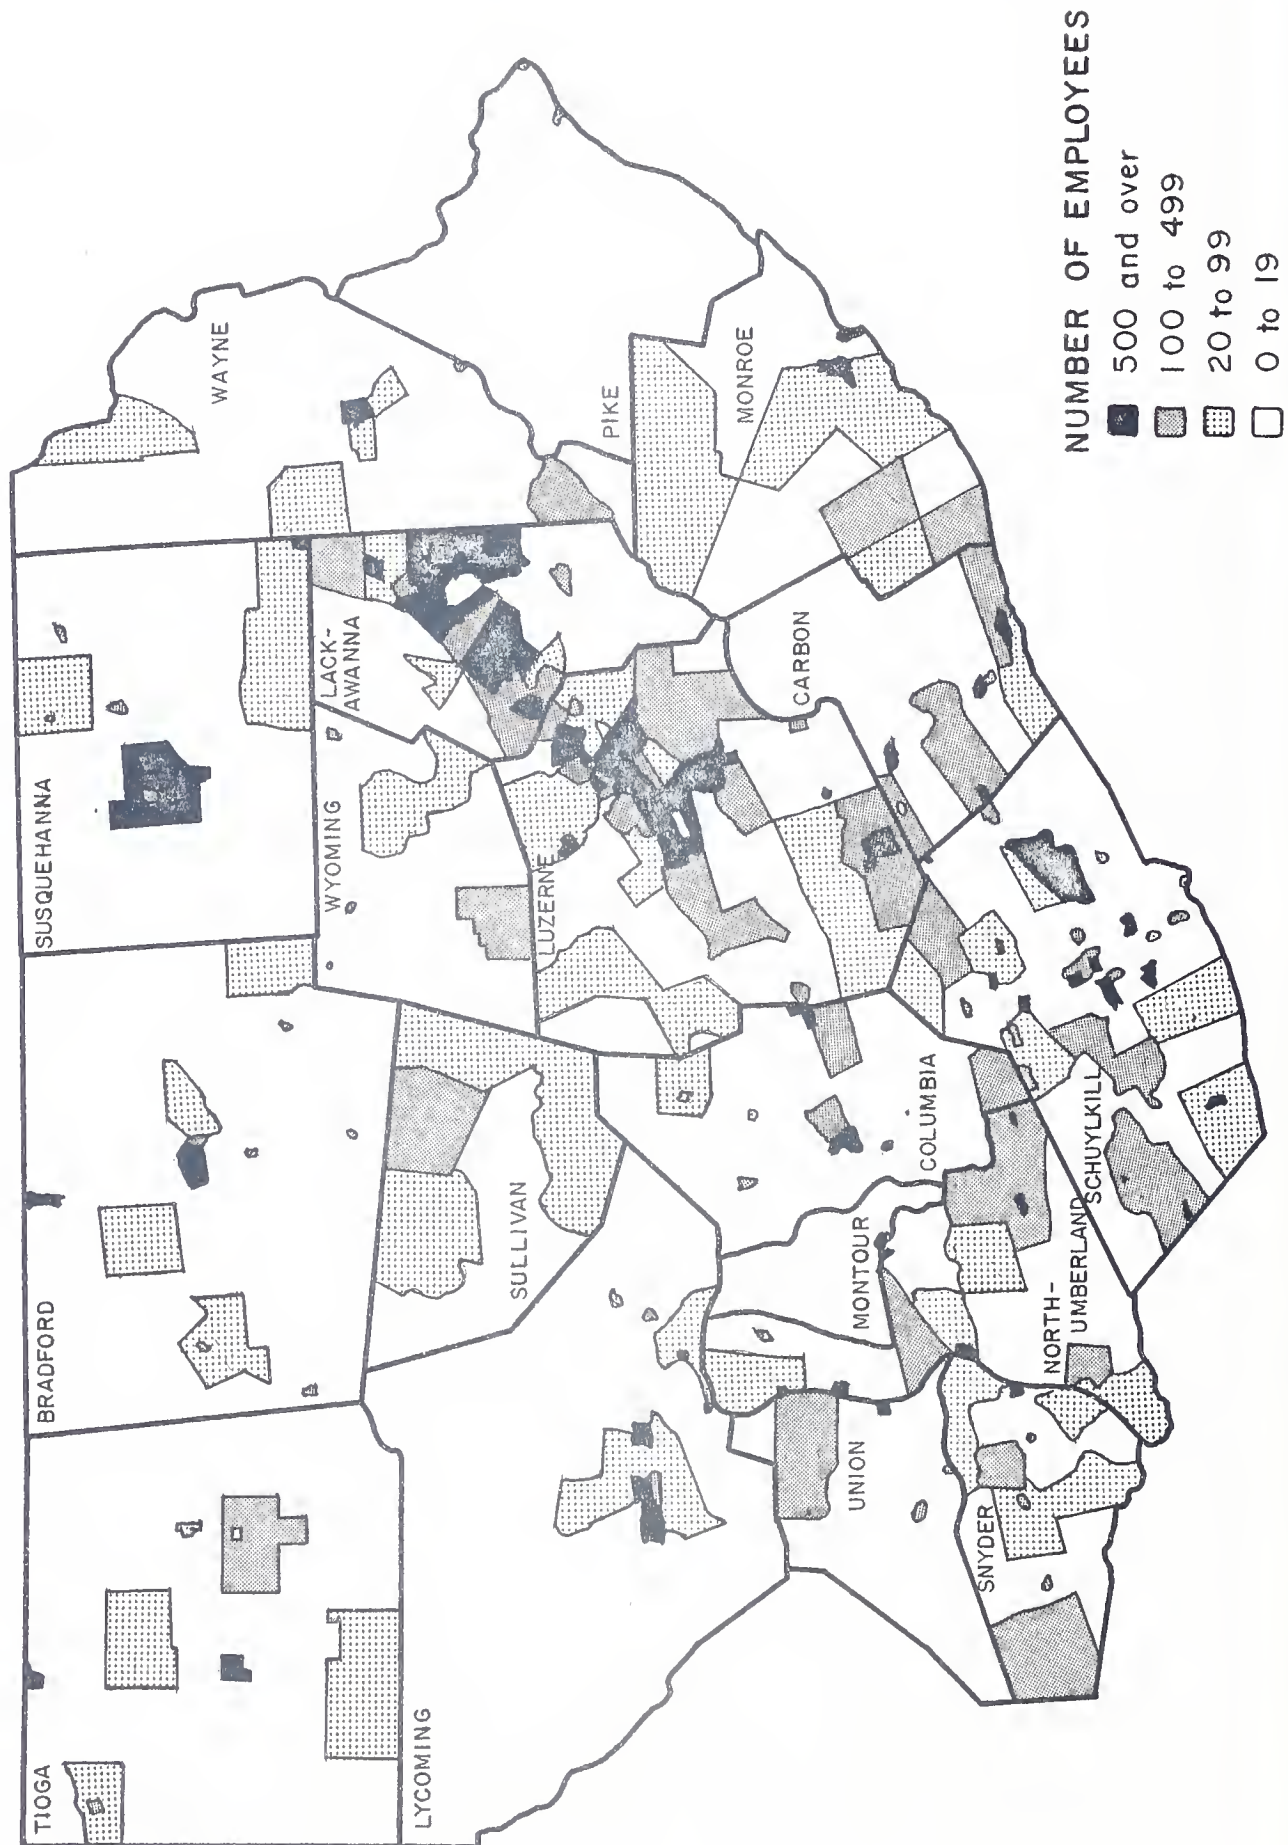 TIOGA
BRADFORD
SUSQUEHANNA
WAYNE
LYCOMING
SULLIVAN
WYOMING
LACK-
AWANNA
PIKE
LUZERNE
MONROE
COLUMBIA
CARBON
MONTOUR
UNION
NORTH-
UMBERLAND
SCHUYLKILL
SNYDER
NUMBER OF EMPLOYEES
500 and over
100 to 499
20 to 99
0 to 19